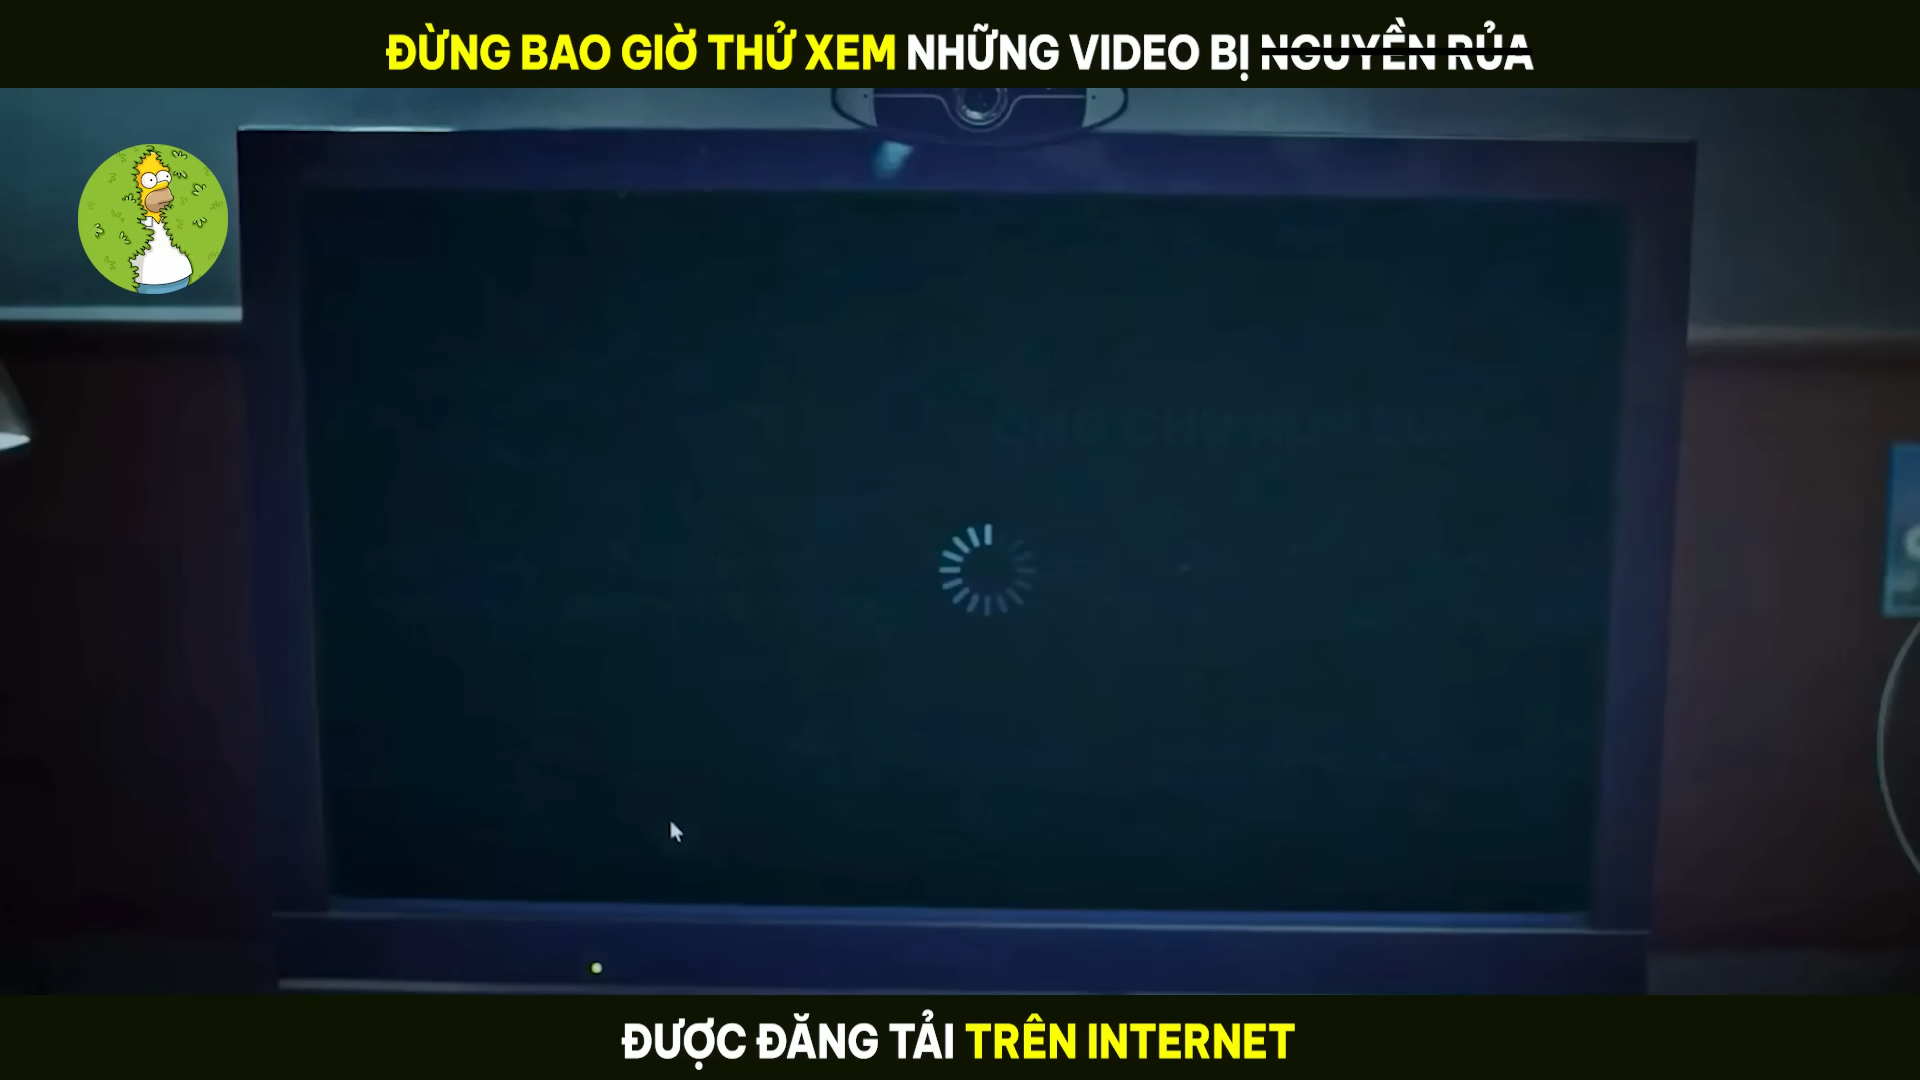 ĐỪNG BAO GIỜ THỬ XEM NHỮNG VIDEO BỊ NGUYỀN RỦA
ĐƯỢC ĐĂNG TẢI TRÊN INTERNET